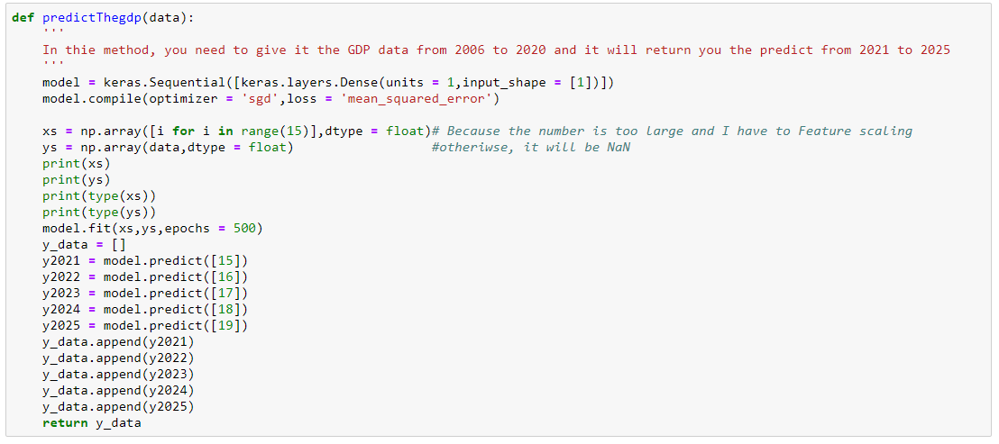 def predictThegdp(data):
    '''
    In thie method, you need to give it the GDP data from 2006 to 2020 and it will return you the predict from 2021 to 2025
    '''
    model = keras.Sequential([keras.layers.Dense(units = 1,input_shape = [1])])
    model.compile(optimizer = 'sgd',loss = 'mean_squared_error')
    xs = np.array([i for i in range(15)],dtype = float)# Because the number is too large and I have to Feature scaling
    ys = np.array(data,dtype = float)                  #otheriwse, it will be NaN
    print(xs)
    print(ys)
    print(type(xs))
    print(type(ys))
    model.fit(xs,ys,epochs = 500)
    y_data = []
    y2021 = model.predict([15])
    y2022 = model.predict([16])
    y2023 = model.predict([17])
    y2024 = model.predict([18])
    y2025 = model.predict([19])
    y_data.append(y2021)
    y_data.append(y2022)
    y_data.append(y2023)
    y_data.append(y2024)
    y_data.append(y2025)
    return y_data